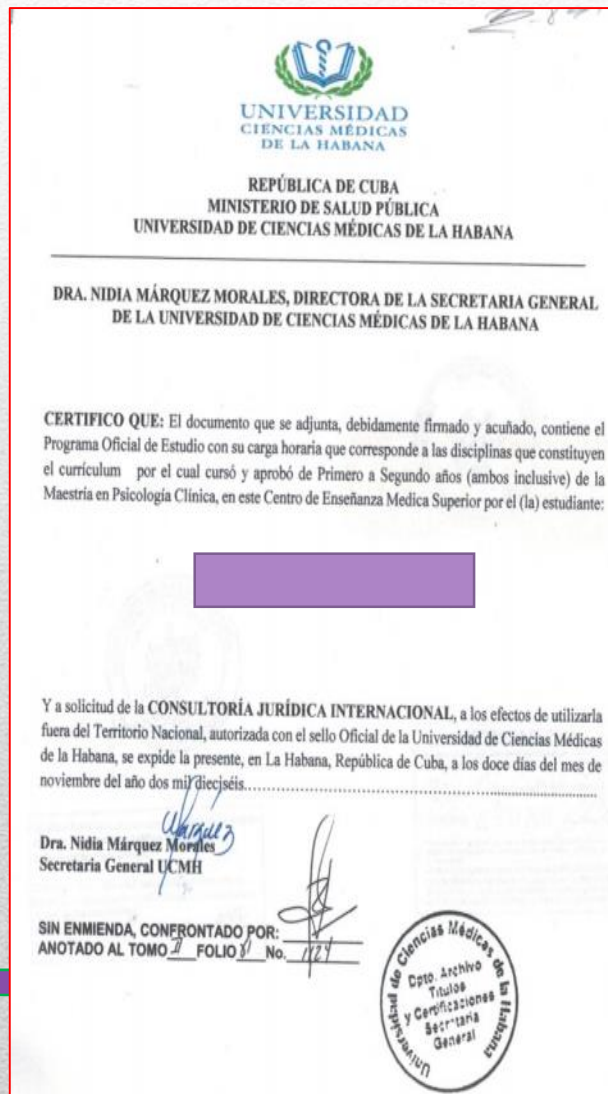 UNIVERSIDAD
CIENCIAS MÉDICAS
DE LA HABANA
REPÚBLICA DE CUBA
MINISTERIO DE SALUD PÚBLICA
UNIVERSIDAD DE CIENCIAS MÉDICAS DE LA HABANA
DRA. NIDIA MÁRQUEZ MORALES, DIRECTORA DE LA SECRETARIA GENERAL
DE LA UNIVERSIDAD DE CIENCIAS MÉDICAS DE LA HABANA
CERTIFICO QUE: El documento que se adjunta, debidamente firmado y acuñado, contiene el
Programa Oficial de Estudio con su carga horaria que corresponde a las disciplinas que constituyen
el currículum por el cual cursó y aprobó de Primero a Segundo años (ambos inclusive) de la
Maestría en Psicología Clínica, en este Centro de Enseñanza Medica Superior por el (la) estudiante:
Y a solicitud de la CONSULTORÍA JURÍDICA INTERNACIONAL, a los efectos de utilizarla
fuera del Territorio Nacional, autorizada con el sello Oficial de la Universidad de Ciencias Médicas
de la Habana, se expide la presente, en La Habana, República de Cuba, a los doce días del mes de
noviembre del año dos mil dieciséis
Marquez
Dra. Nidia Márquez Morales
Secretaria General UCMH
SIN ENMIENDA, CONFRONTADO POR:
ANOTADO AL TOMO FOLIO No.
Universidad de Ciencias Médicas de la Habana
Dpto. Archivo
Títulos
y Certificaciones
Secretaria
General